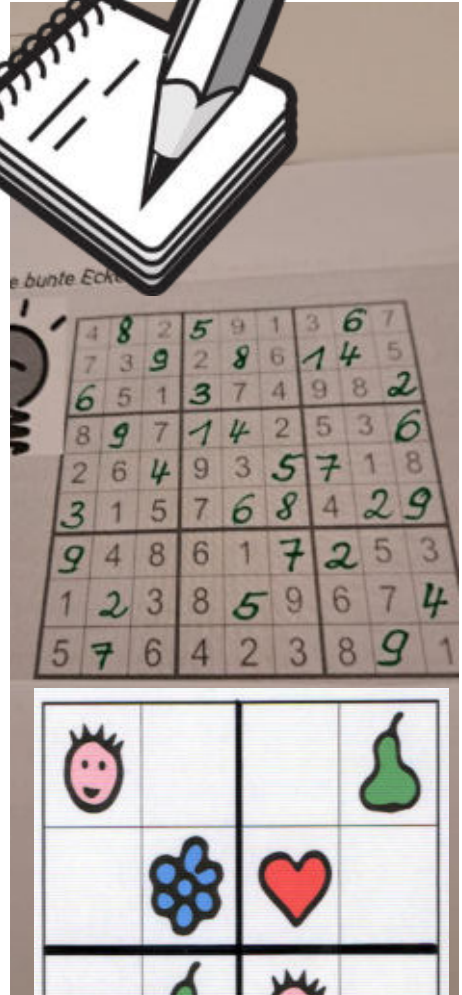 e bunte Ecke
4 8 2 5 9 1 3 6 7
7 3 9 2 8 6 1 4 5
6 5 1 3 7 4 9 8 2
8 9 7 1 4 2 5 3 6
2 6 4 9 3 5 7 1 8
3 1 5 7 6 8 4 2 9
9 4 8 6 1 7 2 5 3
1 2 3 8 5 9 6 7 4
5 7 6 4 2 3 8 9 1